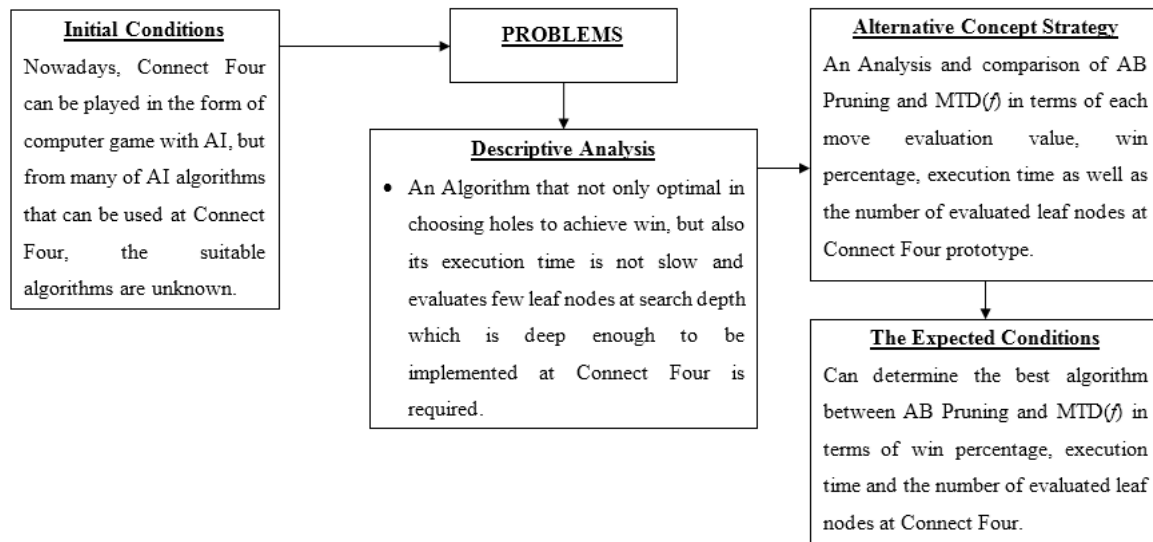 Initial Conditions
Nowadays, Connect Four
can be played in the form of
computer game with AI, but
from many of AI algorithms
that can be used at Connect
Four, the suitable
algorithms are unknown.
PROBLEMS
Descriptive Analysis
• An Algorithm that not only optimal in
choosing holes to achieve win, but also
its execution time is not slow and
evaluates few leaf nodes at search depth
which is deep enough to be
implemented at Connect Four is
required.
Alternative Concept Strategy
An Analysis and comparison of AB
Pruning and MTD(f) in terms of each
move evaluation value, win
percentage, execution time as well as
the number of evaluated leaf nodes at
Connect Four prototype.
The Expected Conditions
Can determine the best algorithm
between AB Pruning and MTD(f) in
terms of win percentage, execution
time and the number of evaluated leaf
nodes at Connect Four.